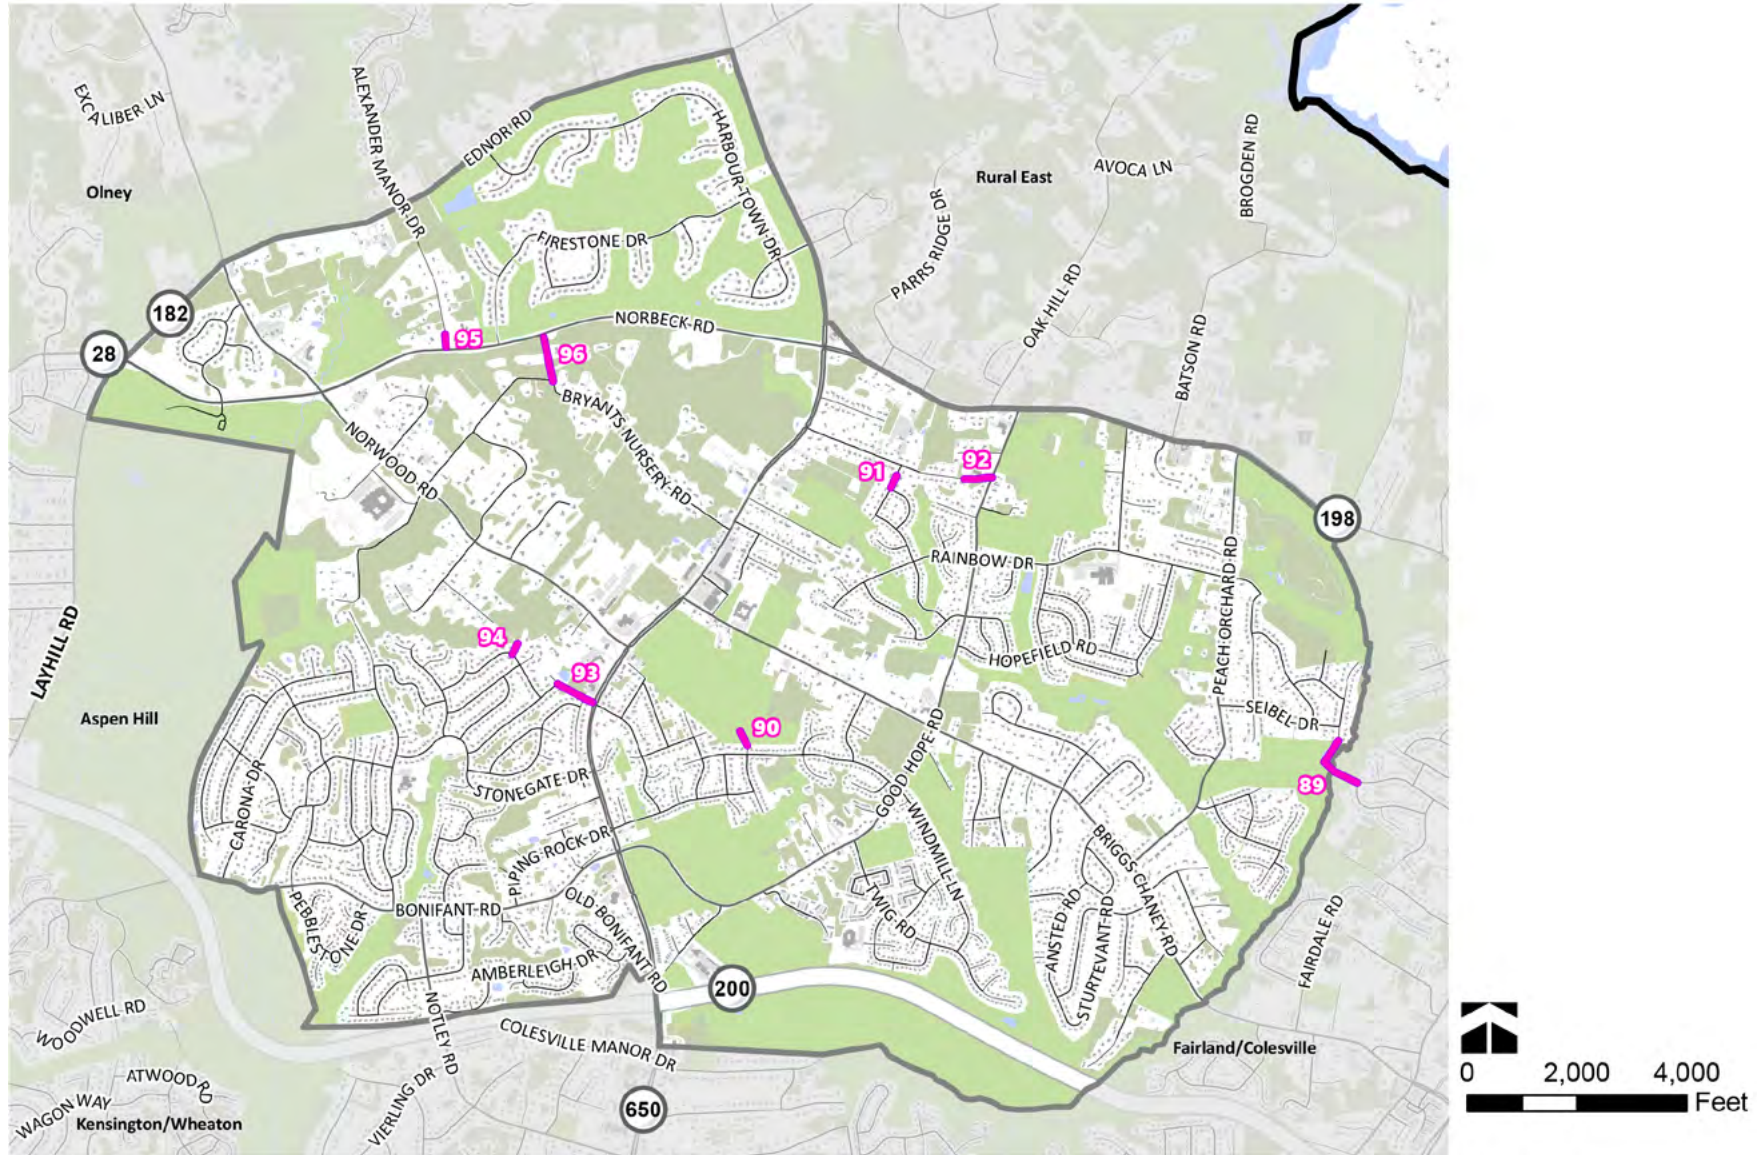 EXCALIBER LN
ALEXANDER MANOR DR
EDNOR RD
HARBOUR TOWN DR
Olney
Rural East
AVOCA LN
BROGDEN RD
PARRS RIDGE DR
FIRESTONE DR
OAK HILL RD
BATSON RD
182
28
95
96
NORBECK RD
NORWOOD RD
BRYANTS NURSERY RD
91
92
198
RAINBOW DR
PEACH ORCHARD RD
LAYHILL RD
94
93
HOPEFIELD RD
Aspen Hill
90
SEIBEL DR
89
CARONA DR
STONEGATE DR
GOOD HOPE RD
WINDMILL LN
PIPING ROCK DR
BRIGGS CHANEY RD
PEBBLESTONE DR
BONIFANT RD
OLD BONIFANT RD
TWIG RD
ANSTED RD
STURTEVANT RD
FAIRDALE RD
AMBERLEIGH DR
200
WOODWELL RD
NOTLEY RD
COLESVILLE MANOR DR
Fairland/Colesville
ATWOOD RD
WAGON WAY
Kensington/Wheaton
VIERLING DR
650
0 2,000 4,000
Feet